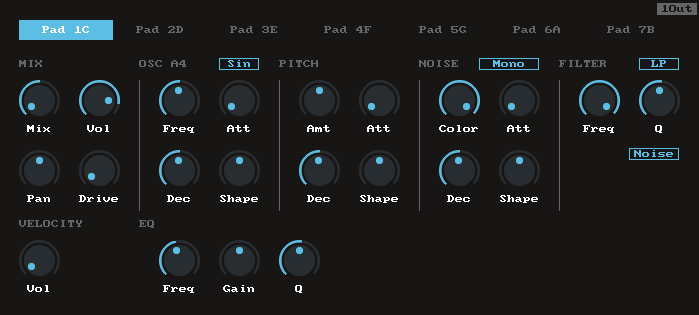 1Out
Pad 1C Pad 2D Pad 3E Pad 4F Pad 5G Pad 6A Pad 7B
MIX OSC A4 Sin PITCH NOISE Mono FILTER LP
Mix Vol Freq Att Amt Att Color Att Freq Q
Noise
Pan Drive Dec Shape Dec Shape Dec Shape
VELOCITY EQ
Vol Freq Gain Q